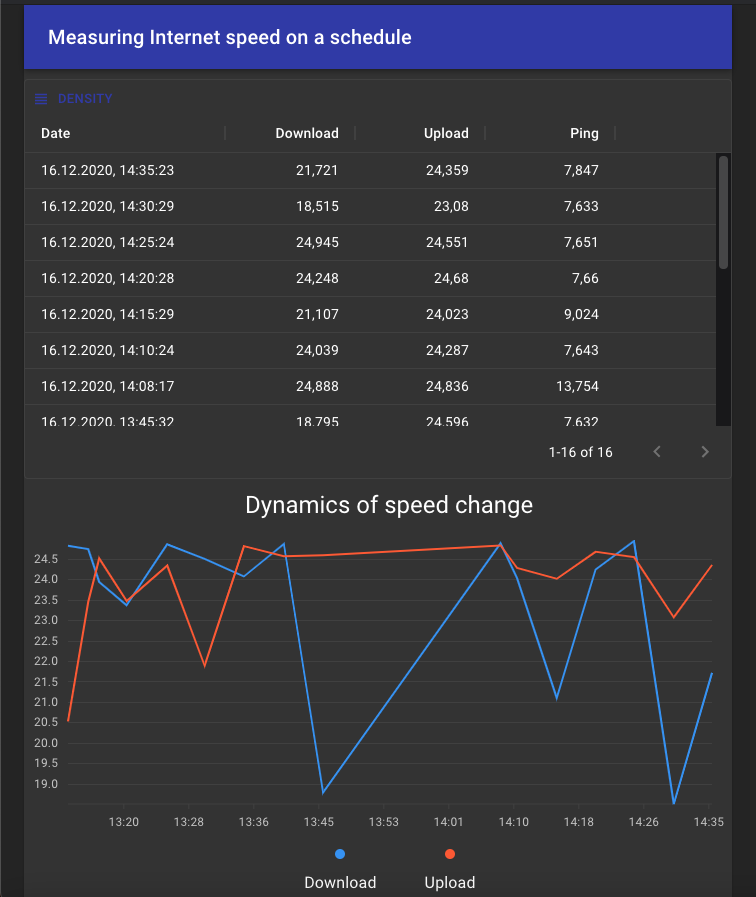 Measuring Internet speed on a schedule
DENSITY
Date Download Upload Ping
16.12.2020, 14:35:23 21,721 24,359 7,847
16.12.2020, 14:30:29 18,515 23,08 7,633
16.12.2020, 14:25:24 24,945 24,551 7,651
16.12.2020, 14:20:28 24,248 24,68 7,66
16.12.2020, 14:15:29 21,107 24,023 9,024
16.12.2020, 14:10:24 24,039 24,287 7,643
16.12.2020, 14:08:17 24,888 24,836 13,754
16.12.2020, 13:45:32 18,795 24,596 7,632
1-16 of 16
Dynamics of speed change
24.5
24.0
23.5
23.0
22.5
22.0
21.5
21.0
20.5
20.0
19.5
19.0
13:20 13:28 13:36 13:45 13:53 14:01 14:10 14:18 14:26 14:35
Download Upload